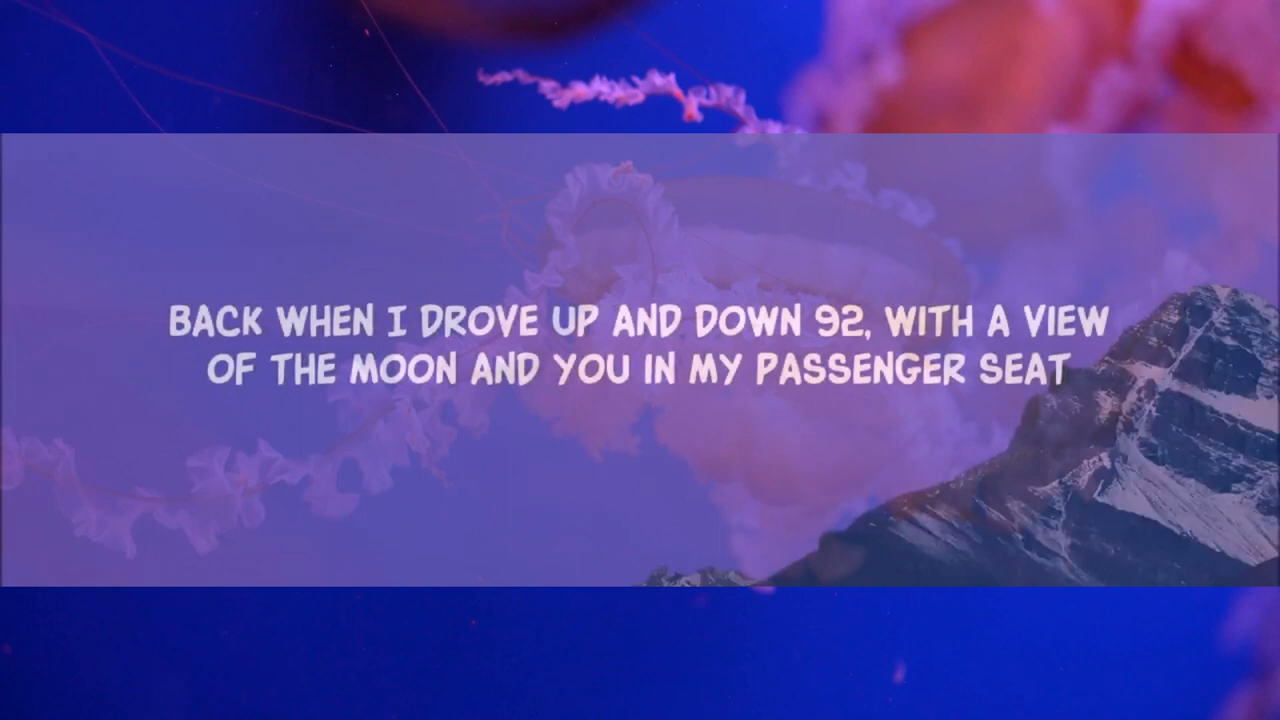 BACK WHEN I DROVE UP AND DOWN 92, WITH A VIEW
OF THE MOON AND YOU IN MY PASSENGER SEAT